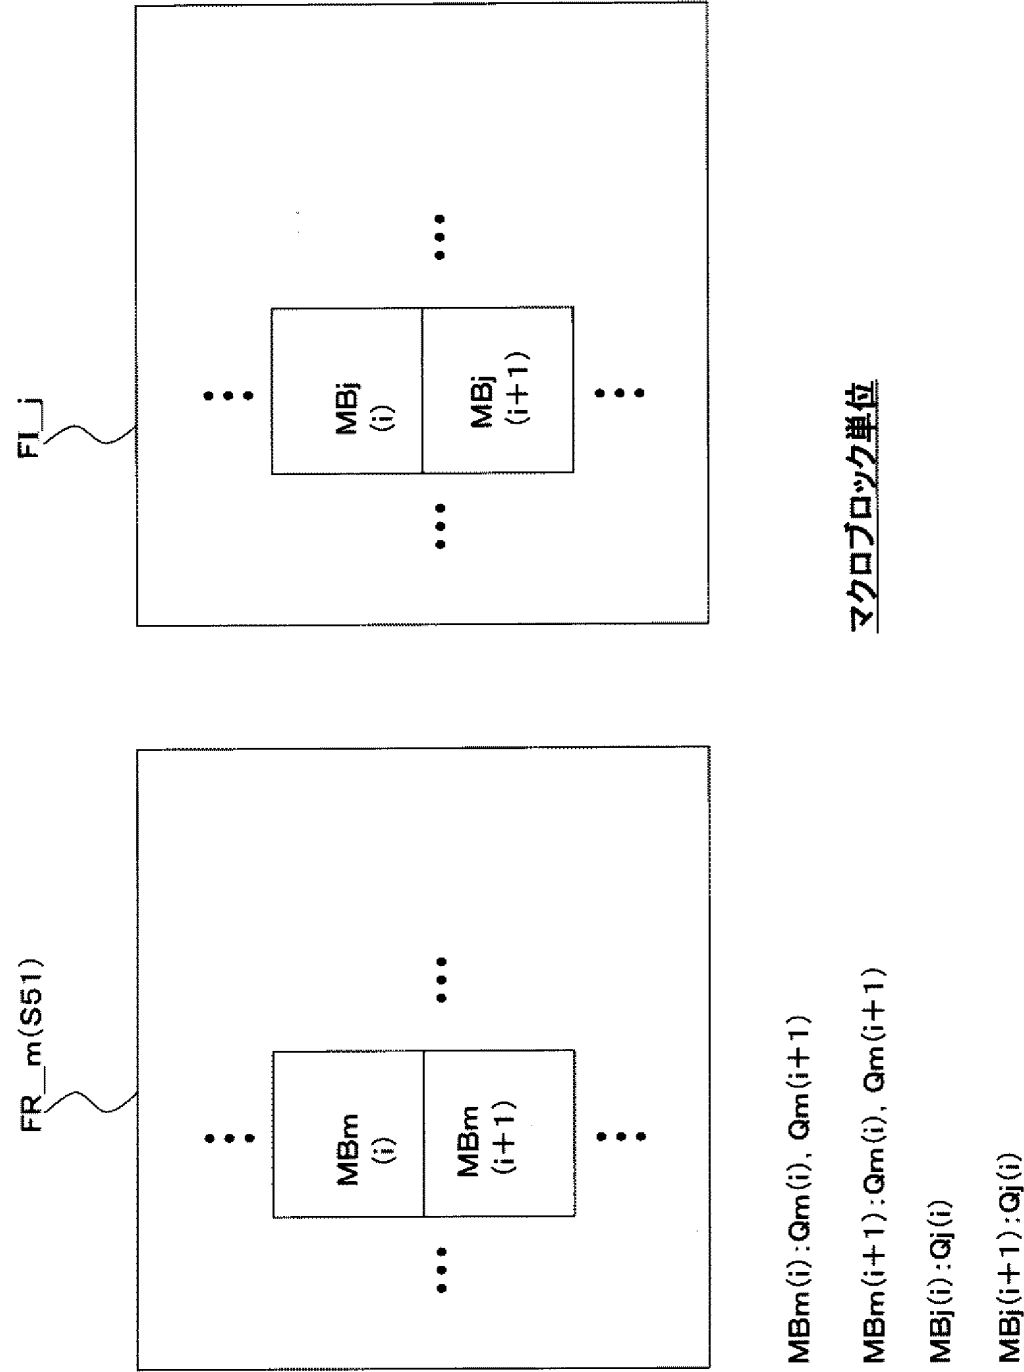 FR_m(S51)
FI_j
MBm
(i)
MBm
(i+1)
MBj
(i)
MBj
(i+1)
MBm(i):Qm(i), Qm(i+1)
MBm(i+1):Qm(i), Qm(i+1)
MBj(i):Qj(i)
MBj(i+1):Qj(i)
マクロブロック単位